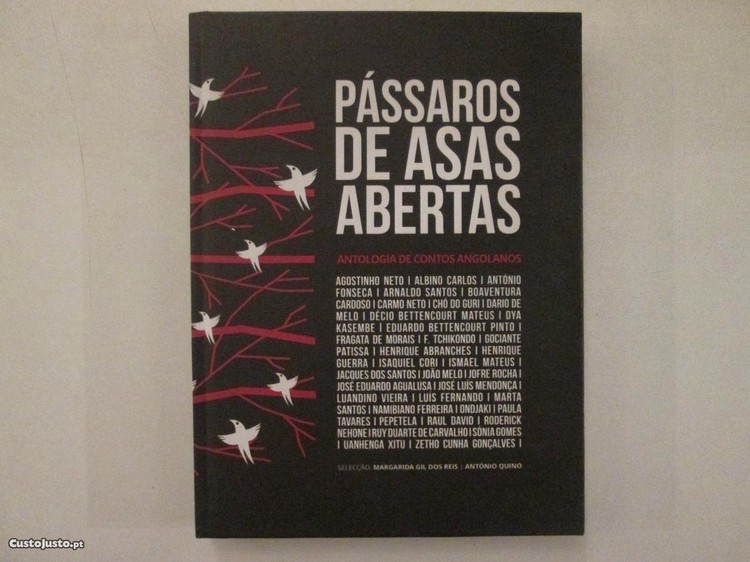 PÁSSAROS
DE ASAS
ABERTAS
ANTOLOGIA DE CONTOS ANGOLANOS
AGOSTINHO NETO | ALBINO CARLOS | ANTÓNIO
FONSECA | ARNALDO SANTOS | BOAVENTURA
CARDOSO | CARMO NETO | CHÓ DO GURI | DARIO DE
MELO | DÉCIO BETTENCOURT MATEUS | DYA
KASEMBE | EDUARDO BETTENCOURT PINTO |
FRAGATA DE MORAIS | F. TCHIKONDO | GOCIANTE
PATISSA | HENRIQUE ABRANCHES | HENRIQUE
GUERRA | ISAQUIEL CORI | ISMAEL MATEUS |
JACQUES DOS SANTOS | JOÃO MELO | JOFRE ROCHA |
JOSÉ EDUARDO AGUALUSA | JOSÉ LUÍS MENDONÇA |
LUANDINO VIEIRA | LUÍS FERNANDO | MARTA
SANTOS | NAMIBIANO FERREIRA | ONDJAKI | PAULA
TAVARES | PEPETELA | RAUL DAVID | RODERICK
NEHONE | RUY DUARTE DE CARVALHO | SÓNIA GOMES
| UANHENGA XITU | ZETHO CUNHA GONÇALVES |
SELECÇÃO, MARGARIDA GIL DOS REIS | ANTÓNIO QUINO
CustoJusto.pt